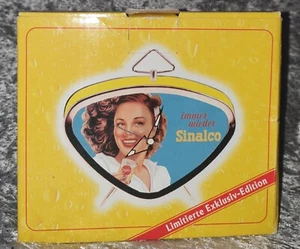 immer
wieder
Sinalco
Limitierte Exklusiv-Edition